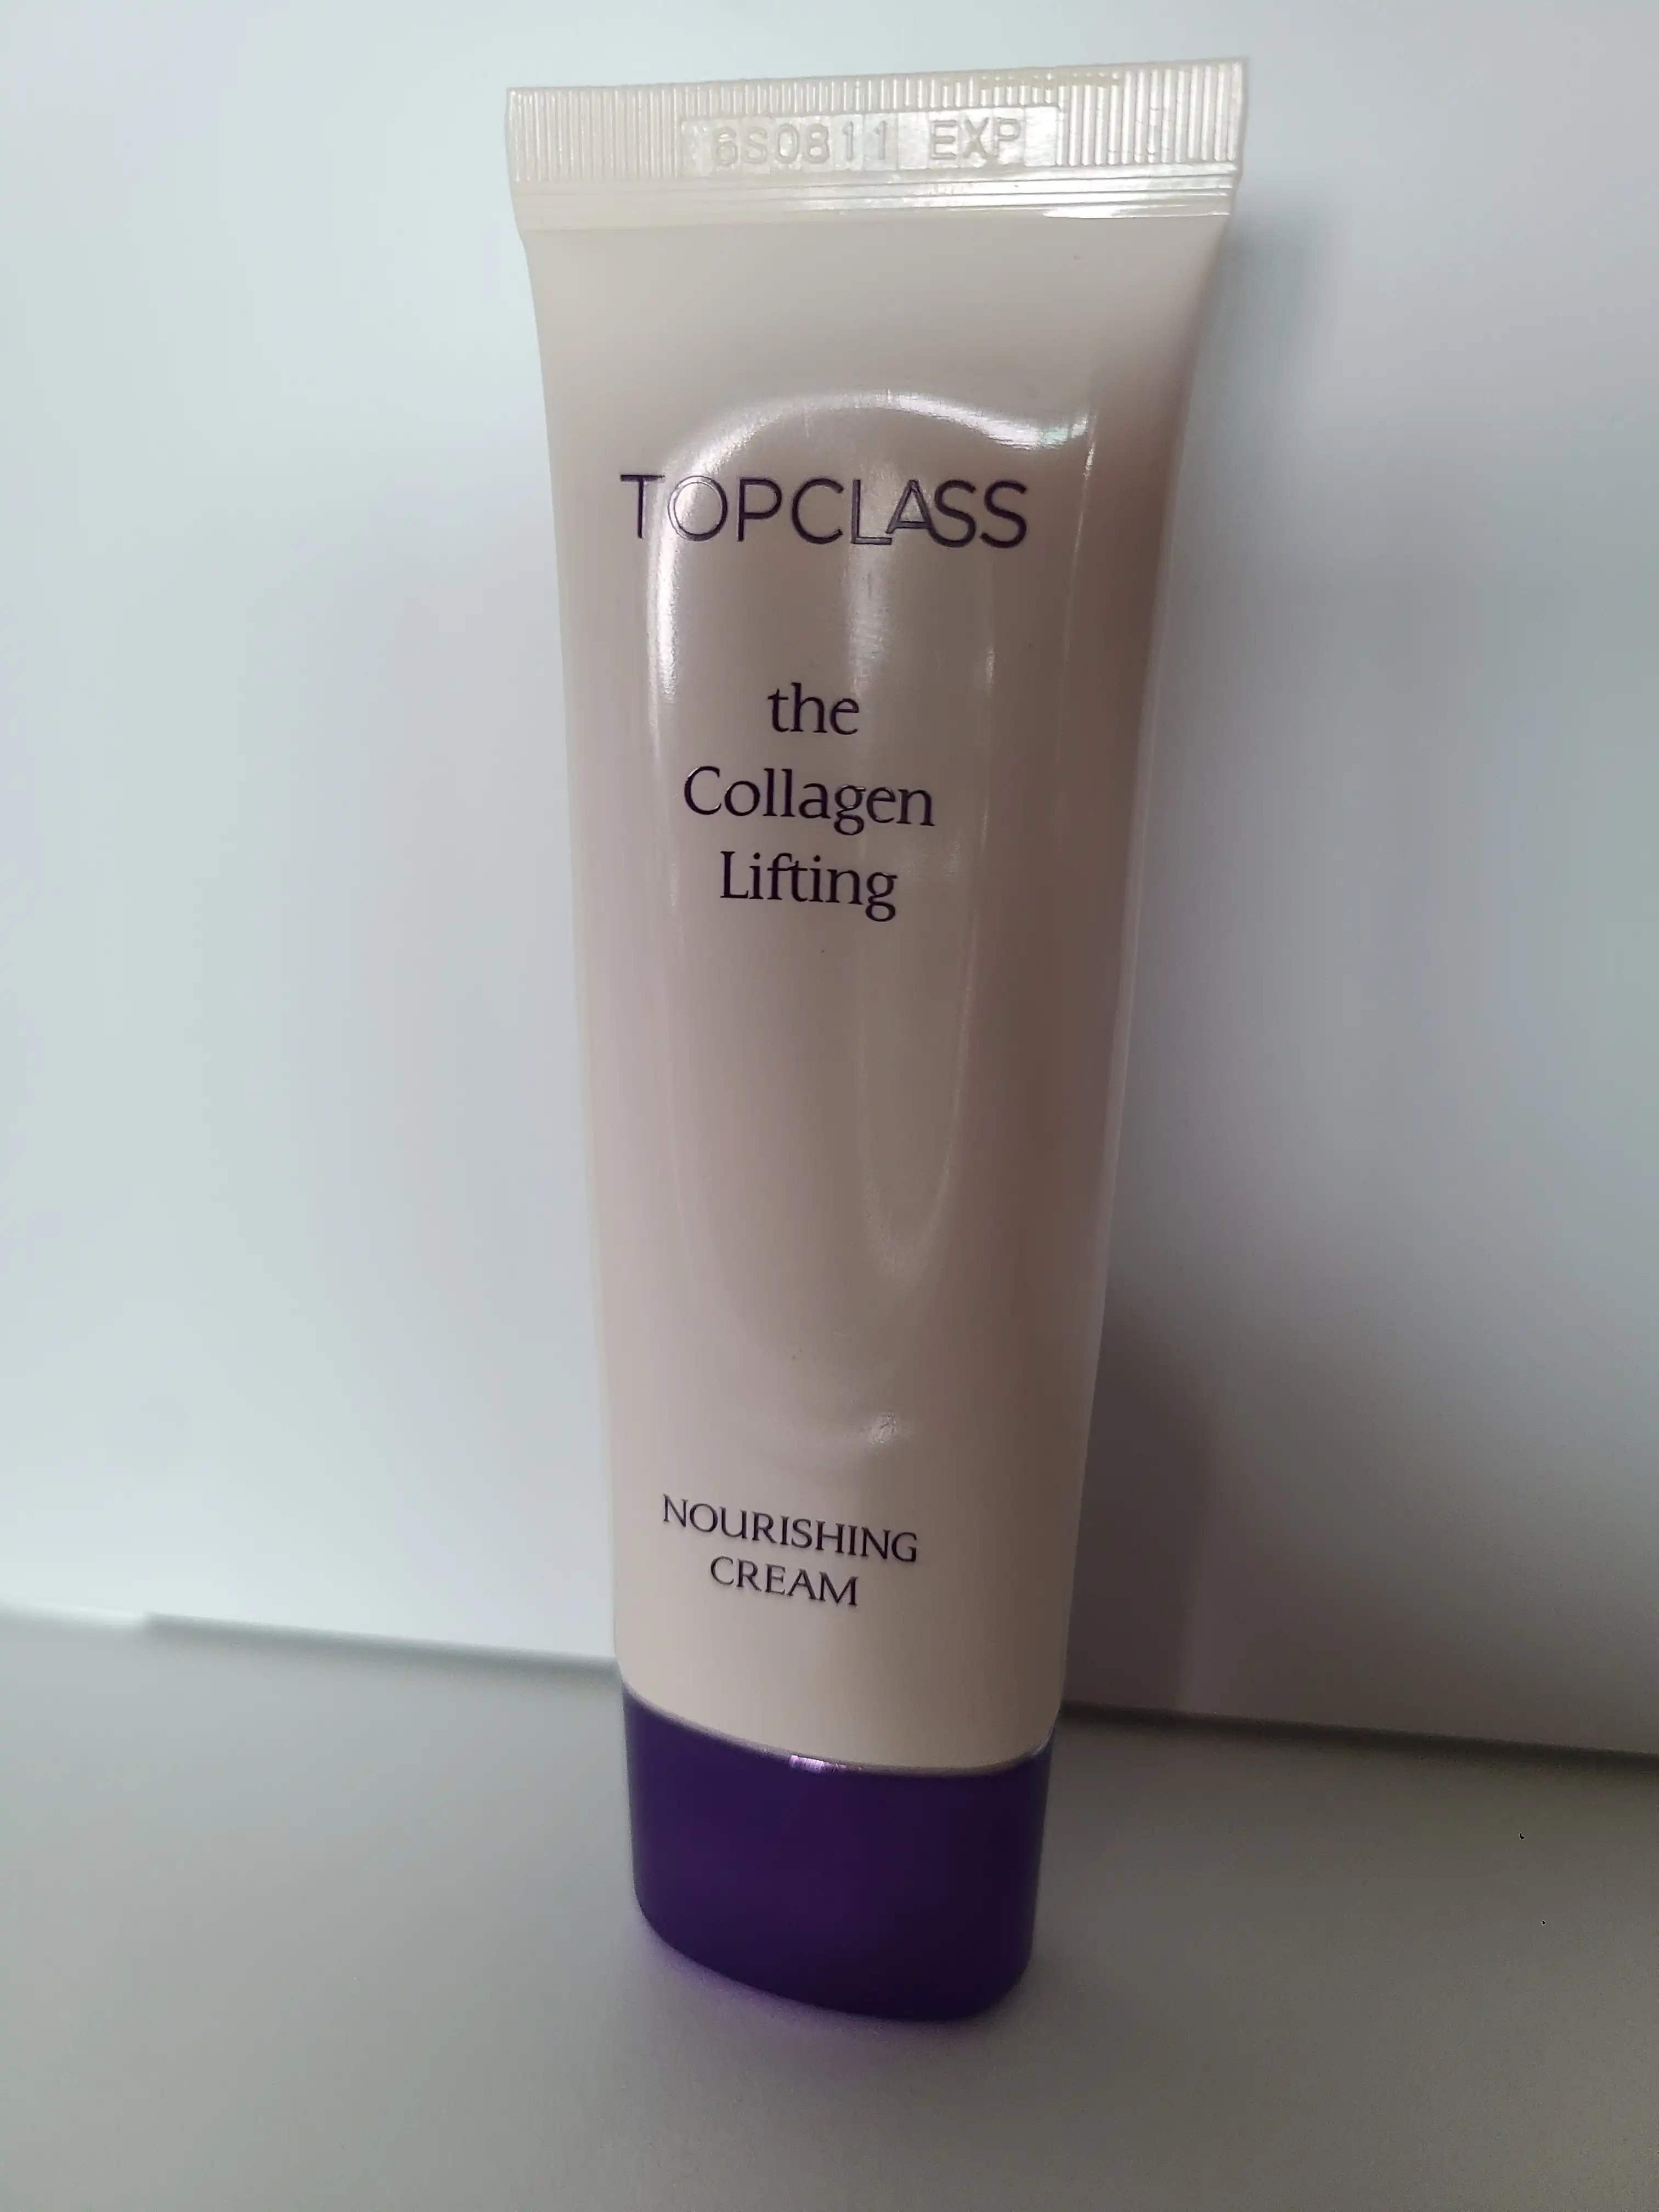 6S0811 EXP
TOPCLASS
the
Collagen
Lifting
NOURISHING
CREAM